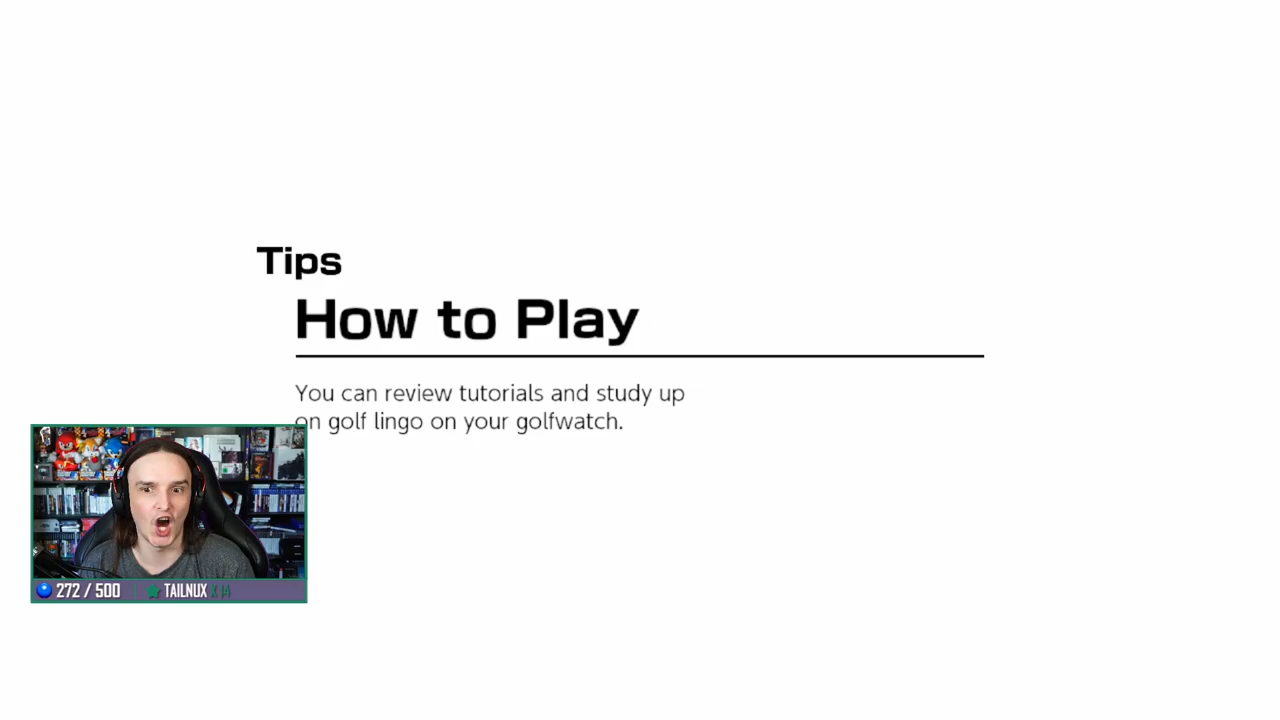 Tips
How to Play
You can review tutorials and study up
on golf lingo on your golfwatch.
272 / 500
TAILNUX X 14